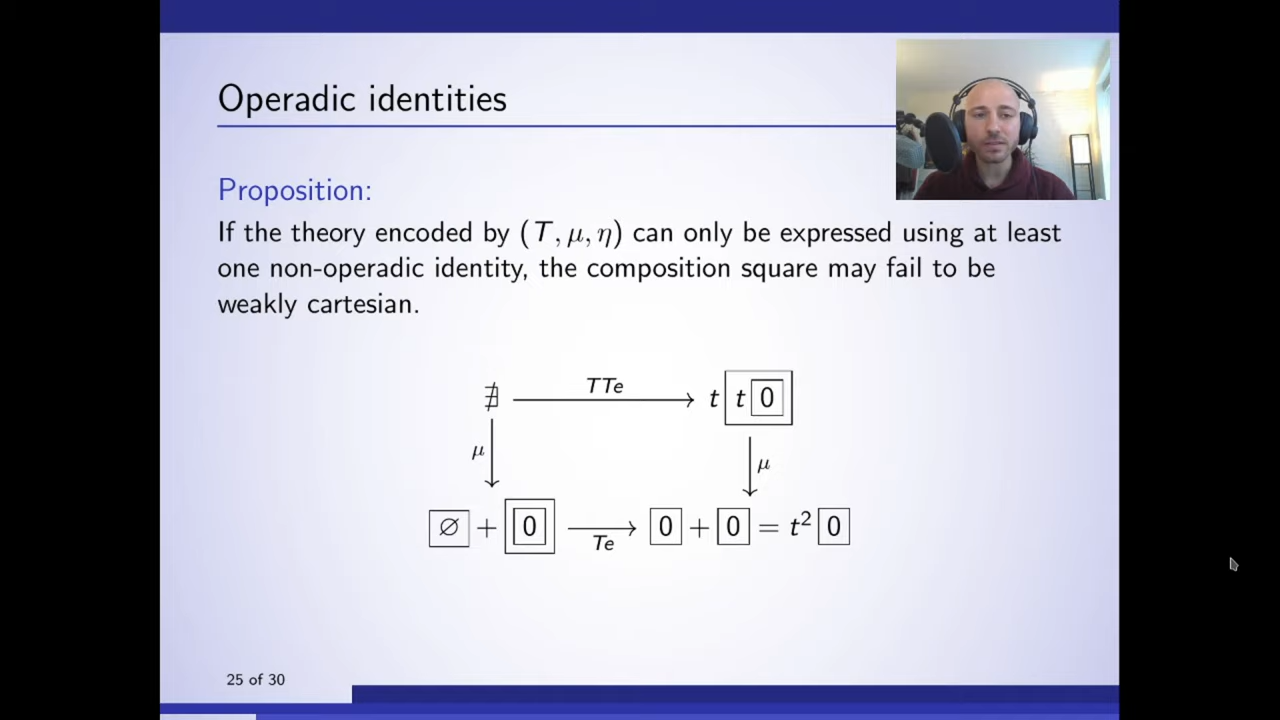 Operadic identities
Proposition:
If the theory encoded by (T, μ, η) can only be expressed using at least
one non-operadic identity, the composition square may fail to be
weakly cartesian.
∄ TTe t t 0
μ μ
∅ + 0 Te 0 + 0 = t² 0
25 of 30